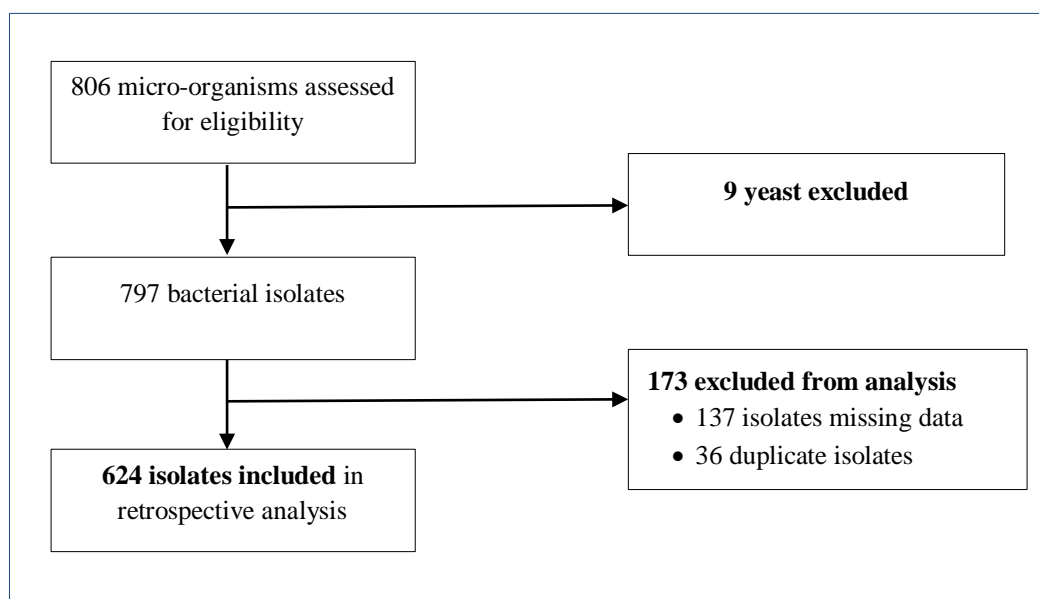 806 micro-organisms assessed
for eligibility
9 yeast excluded
797 bacterial isolates
173 excluded from analysis
• 137 isolates missing data
• 36 duplicate isolates
624 isolates included in
retrospective analysis